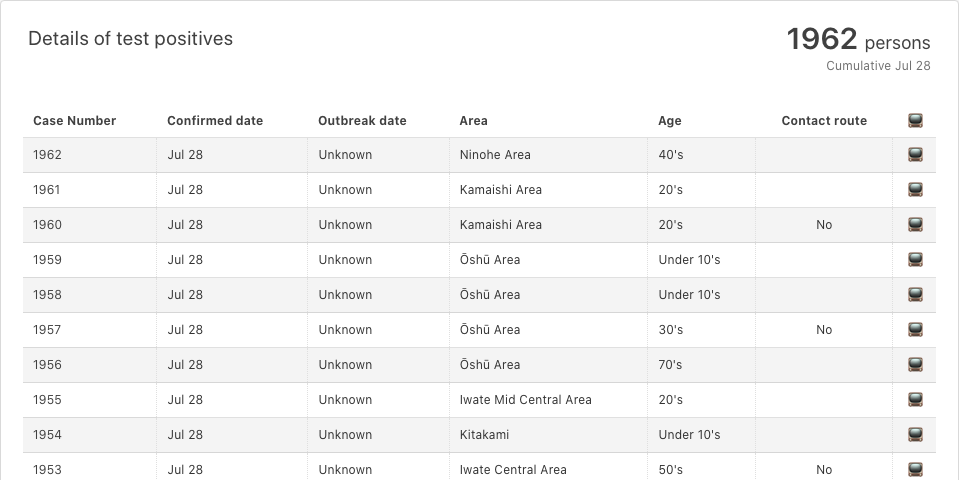 Details of test positives
1962 persons
Cumulative Jul 28
Case Number Confirmed date Outbreak date Area Age Contact route
1962 Jul 28 Unknown Ninohe Area 40's
1961 Jul 28 Unknown Kamaishi Area 20's
1960 Jul 28 Unknown Kamaishi Area 20's No
1959 Jul 28 Unknown Ōshū Area Under 10's
1958 Jul 28 Unknown Ōshū Area Under 10's
1957 Jul 28 Unknown Ōshū Area 30's No
1956 Jul 28 Unknown Ōshū Area 70's
1955 Jul 28 Unknown Iwate Mid Central Area 20's
1954 Jul 28 Unknown Kitakami Under 10's
1953 Jul 28 Unknown Iwate Central Area 50's No